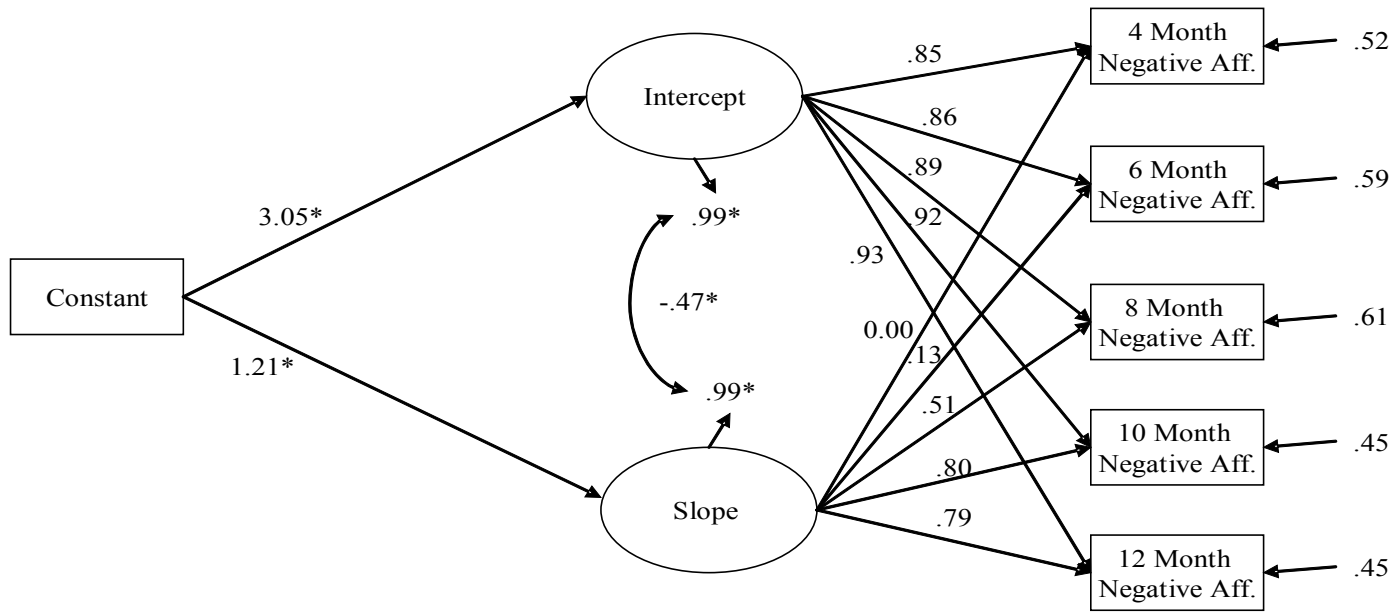 4 Month
Negative Aff.
.52
.85
Intercept
.86
6 Month
Negative Aff.
.59
.89
3.05*
.99*
.92
.93
Constant
-.47*
8 Month
Negative Aff.
.61
0.00
.13
1.21*
.99*
.51
10 Month
Negative Aff.
.45
.80
Slope
.79
12 Month
Negative Aff.
.45